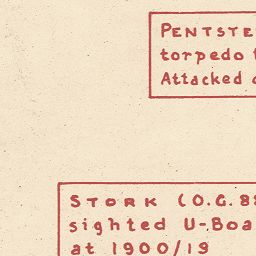 PENTSTE
torpedo
Attacked
STORK (O.G. 8
sighted U-Boa
at 1900/19